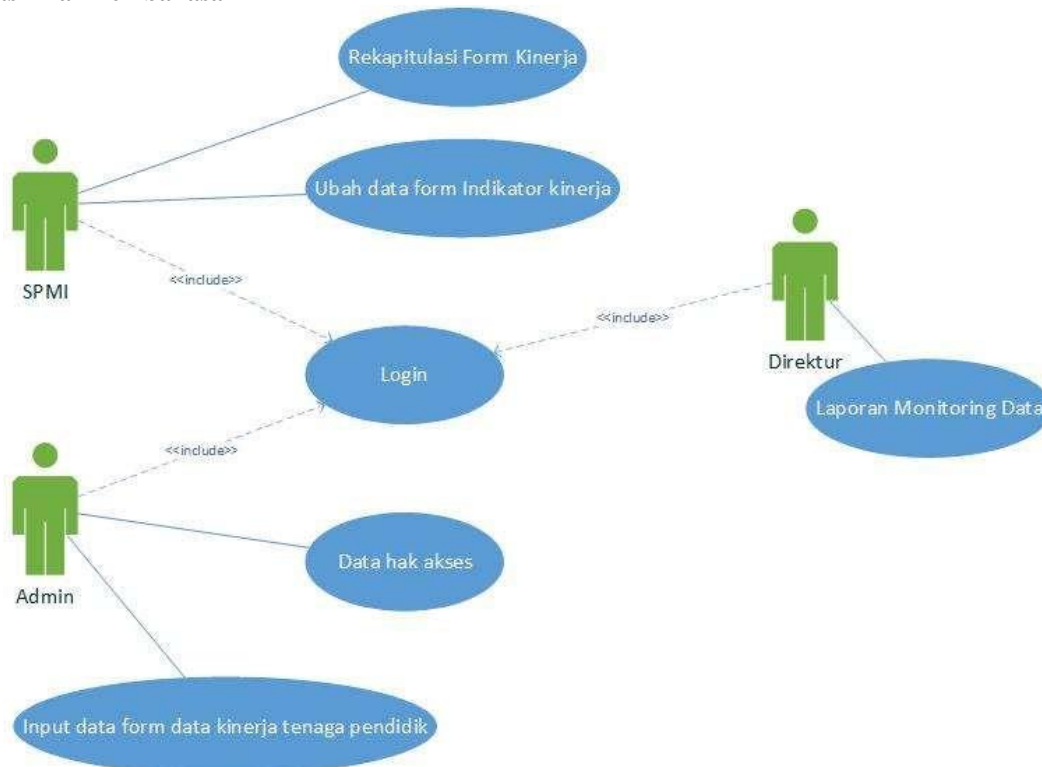 Rekapitulasi Form Kinerja
Ubah data form Indikator kinerja
SPMI
<<include>>
<<include>>
Direktur
Login
Laporan Monitoring Data
<<include>>
Admin
Data hak akses
Input data form data kinerja tenaga pendidik